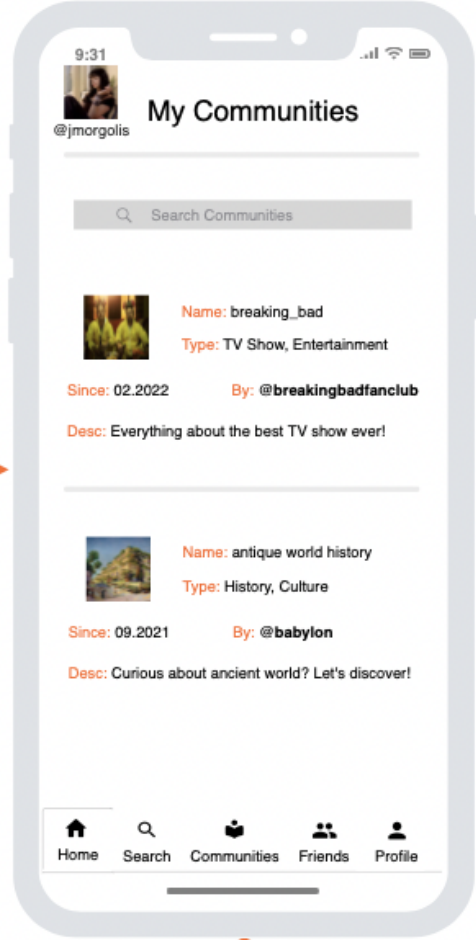 9:31
@jmorgolis
My Communities
Search Communities
Name: breaking_bad
Type: TV Show, Entertainment
Since: 02.2022 By: @breakingbadfanclub
Desc: Everything about the best TV show ever!
Name: antique world history
Type: History, Culture
Since: 09.2021 By: @babylon
Desc: Curious about ancient world? Let's discover!
Home Search Communities Friends Profile